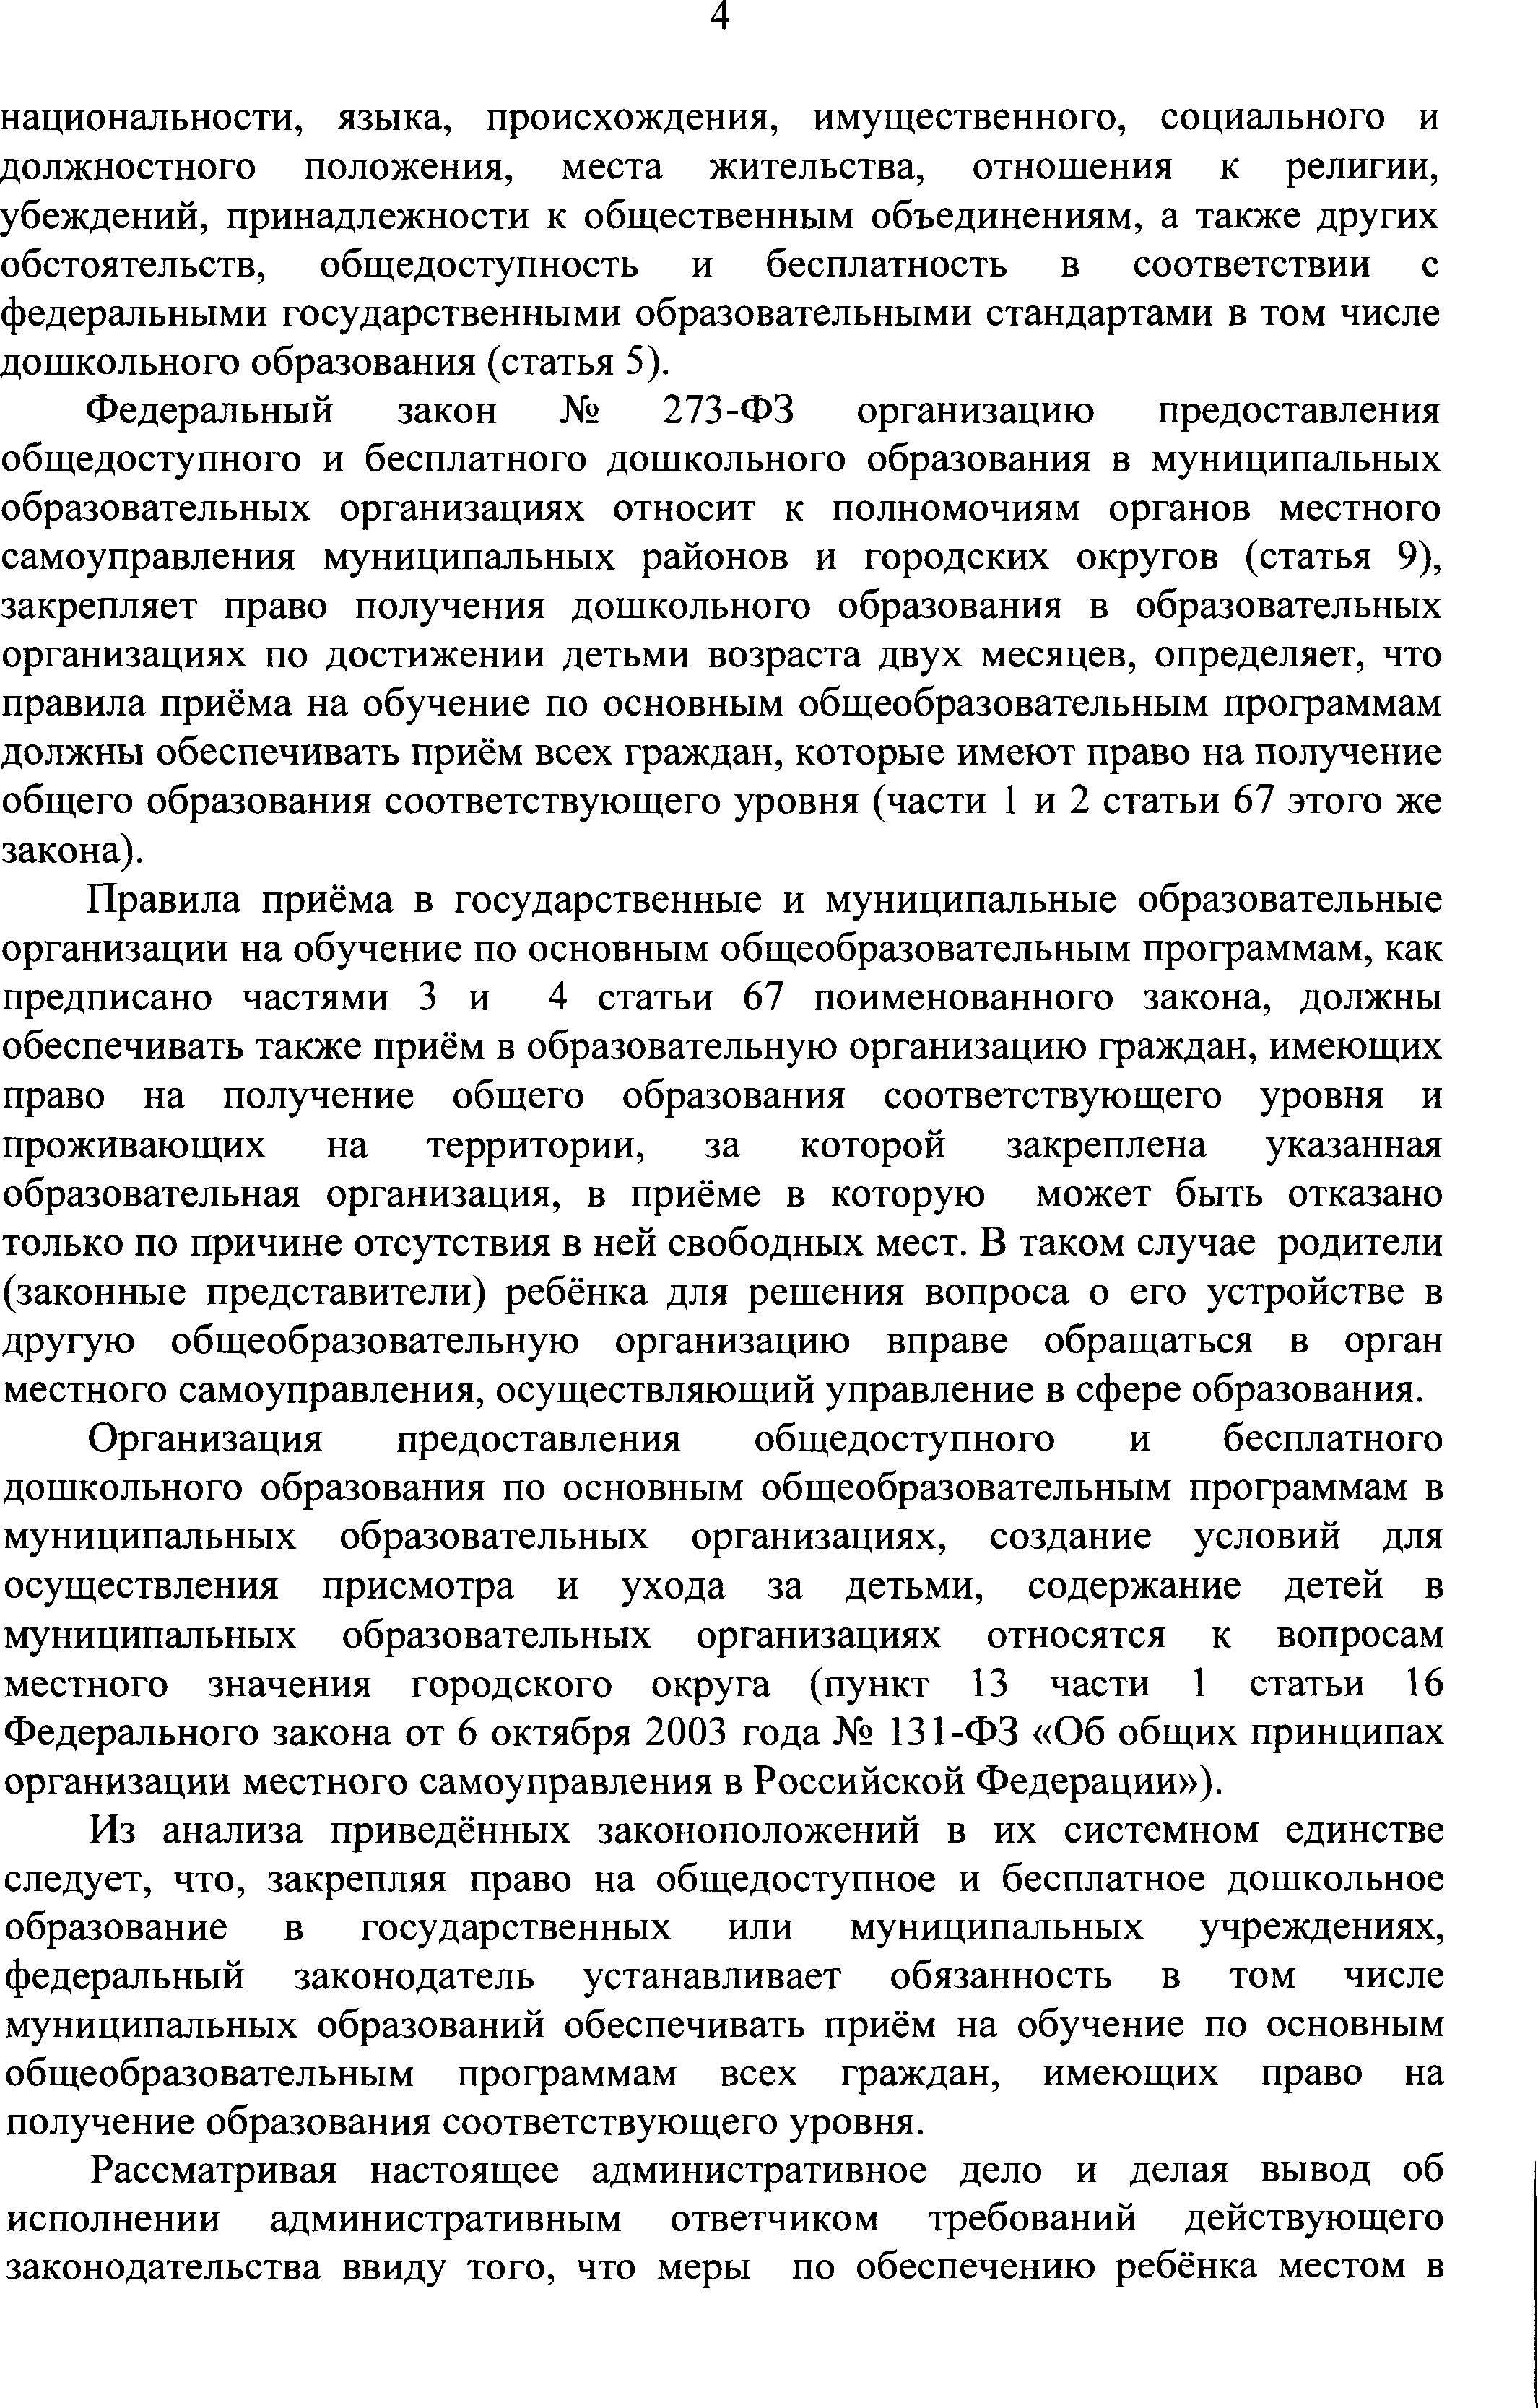 4
национальности, языка, происхождения, имущественного, социального и
должностного положения, места жительства, отношения к религии,
убеждений, принадлежности к общественным объединениям, а также других
обстоятельств, общедоступность и бесплатность в соответствии с
федеральными государственными образовательными стандартами в том числе
дошкольного образования (статья 5).
Федеральный закон № 273-ФЗ организацию предоставления
общедоступного и бесплатного дошкольного образования в муниципальных
образовательных организациях относит к полномочиям органов местного
самоуправления муниципальных районов и городских округов (статья 9),
закрепляет право получения дошкольного образования в образовательных
организациях по достижении детьми возраста двух месяцев, определяет, что
правила приёма на обучение по основным общеобразовательным программам
должны обеспечивать приём всех граждан, которые имеют право на получение
общего образования соответствующего уровня (части 1 и 2 статьи 67 этого же
закона).
Правила приёма в государственные и муниципальные образовательные
организации на обучение по основным общеобразовательным программам, как
предписано частями 3 и 4 статьи 67 поименованного закона, должны
обеспечивать также приём в образовательную организацию граждан, имеющих
право на получение общего образования соответствующего уровня и
проживающих на территории, за которой закреплена указанная
образовательная организация, в приёме в которую может быть отказано
только по причине отсутствия в ней свободных мест. В таком случае родители
(законные представители) ребёнка для решения вопроса о его устройстве в
другую общеобразовательную организацию вправе обращаться в орган
местного самоуправления, осуществляющий управление в сфере образования.
Организация предоставления общедоступного и бесплатного
дошкольного образования по основным общеобразовательным программам в
муниципальных образовательных организациях, создание условий для
осуществления присмотра и ухода за детьми, содержание детей в
муниципальных образовательных организациях относятся к вопросам
местного значения городского округа (пункт 13 части 1 статьи 16
Федерального закона от 6 октября 2003 года № 131-ФЗ «Об общих принципах
организации местного самоуправления в Российской Федерации»).
Из анализа приведённых законоположений в их системном единстве
следует, что, закрепляя право на общедоступное и бесплатное дошкольное
образование в государственных или муниципальных учреждениях,
федеральный законодатель устанавливает обязанность в том числе
муниципальных образований обеспечивать приём на обучение по основным
общеобразовательным программам всех граждан, имеющих право на
получение образования соответствующего уровня.
Рассматривая настоящее административное дело и делая вывод об
исполнении административным ответчиком требований действующего
законодательства ввиду того, что меры по обеспечению ребёнка местом в